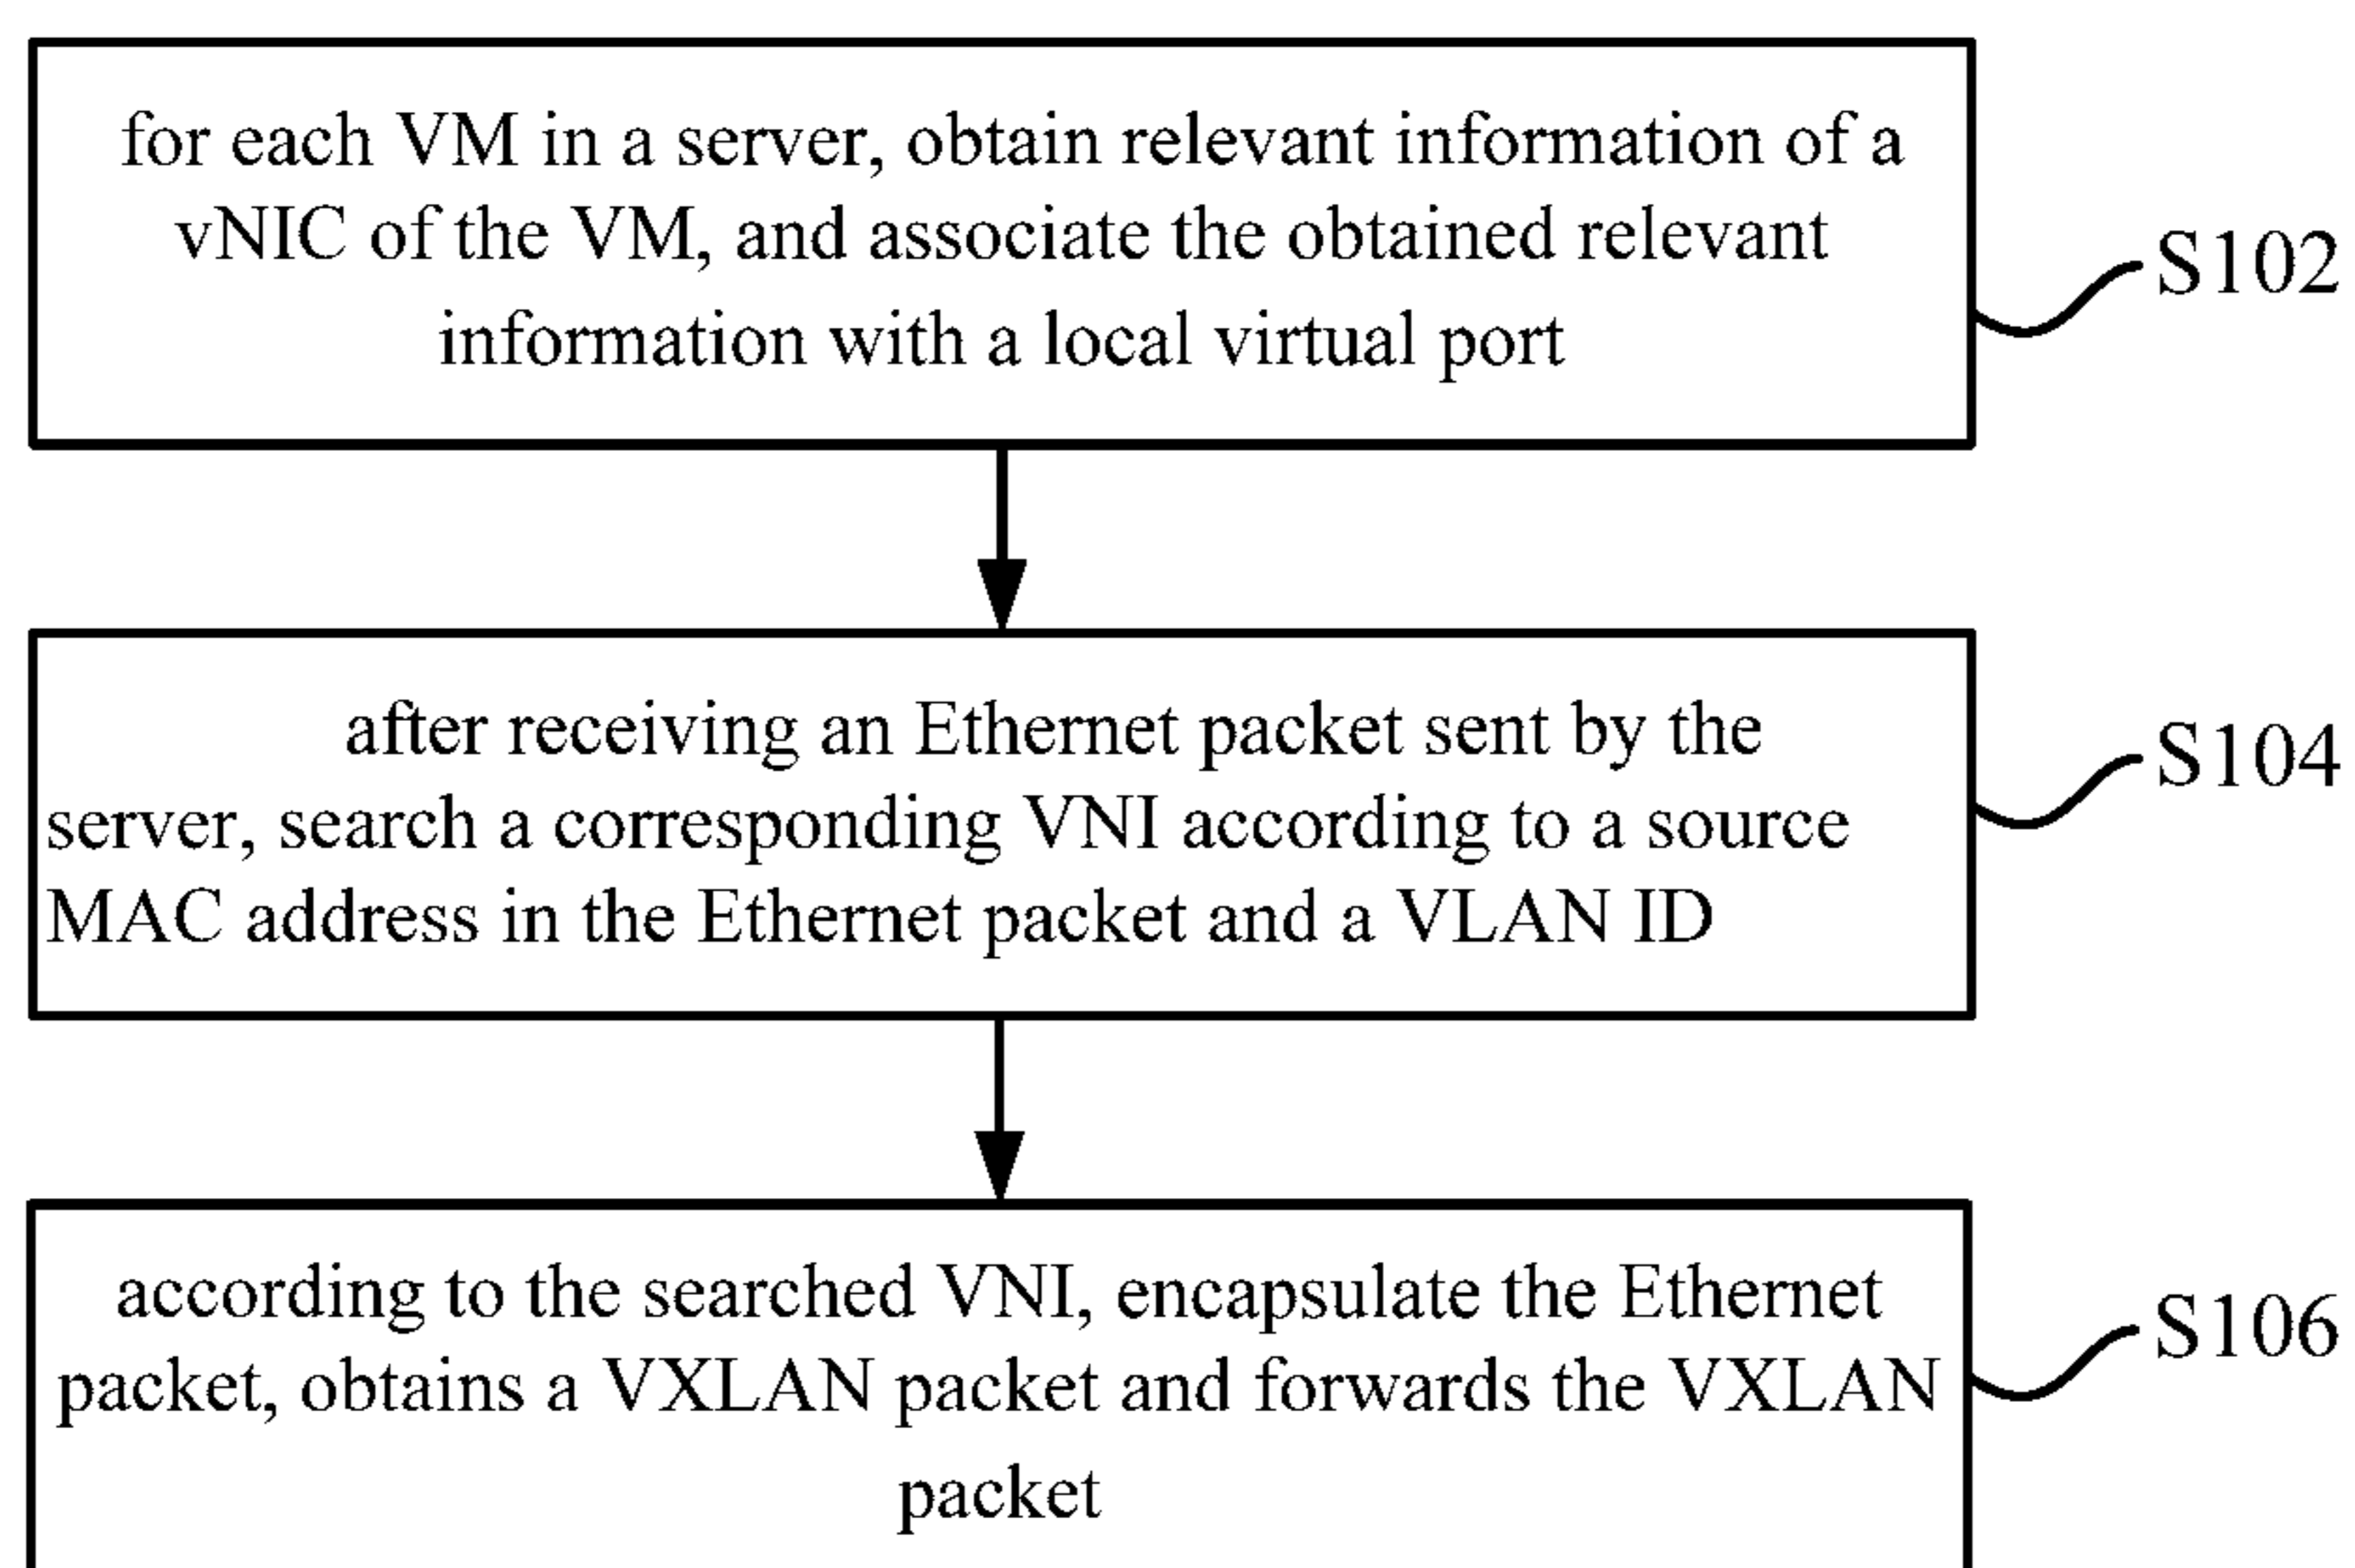 for each VM in a server, obtain relevant information of a
vNIC of the VM, and associate the obtained relevant
information with a local virtual port
S102
after receiving an Ethernet packet sent by the
server, search a corresponding VNI according to a source
MAC address in the Ethernet packet and a VLAN ID
S104
according to the searched VNI, encapsulate the Ethernet
packet, obtains a VXLAN packet and forwards the VXLAN
packet
S106